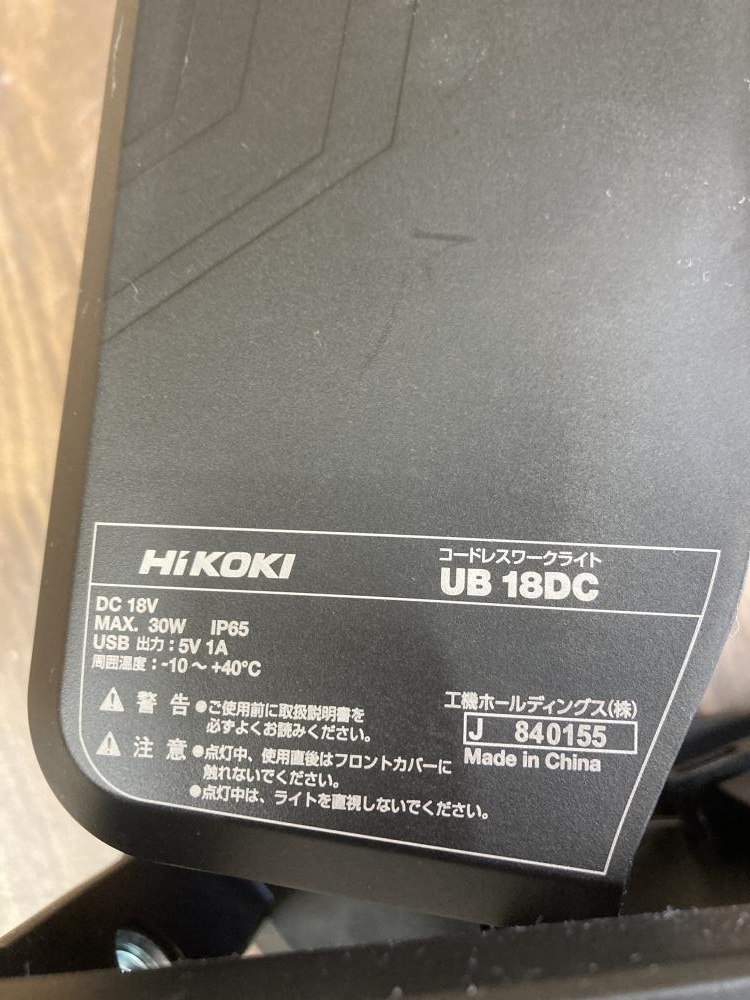 HiKOKI
コードレスワークライト
UB 18DC
DC 18V
MAX. 30W IP65
USB 出力：5V 1A
周囲温度：-10～+40°C
警告 ●ご使用前に取扱説明書を
必ずよくお読みください。
注意 ●点灯中、使用直後はフロントカバーに
触れないでください。
●点灯中は、ライトを直視しないでください。
工機ホールディングス(株)
J 840155
Made in China